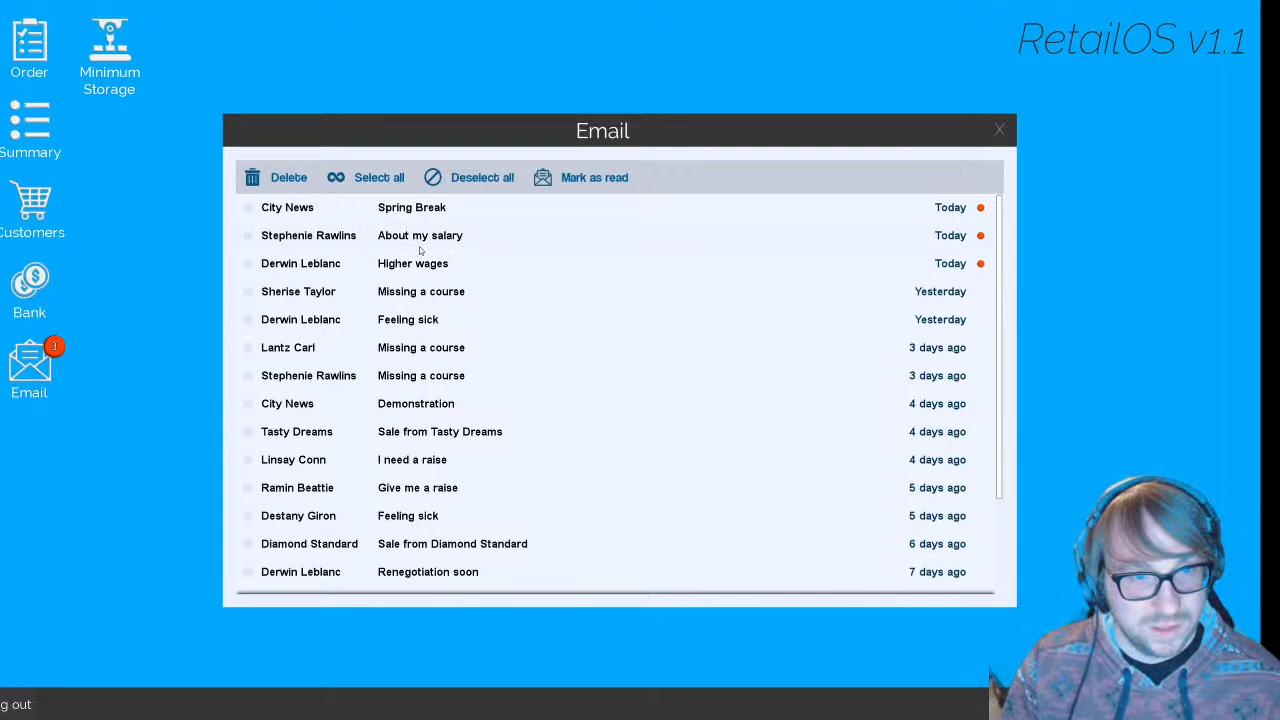 RetailOS v1.1
Order
Minimum
Storage
Summary
Customers
Bank
3
Email
Email
X
Delete Select all Deselect all Mark as read
City News Spring Break Today
Stephenie Rawlins About my salary Today
Derwin Leblanc Higher wages Today
Sherise Taylor Missing a course Yesterday
Derwin Leblanc Feeling sick Yesterday
Lantz Carl Missing a course 3 days ago
Stephenie Rawlins Missing a course 3 days ago
City News Demonstration 4 days ago
Tasty Dreams Sale from Tasty Dreams 4 days ago
Linsay Conn I need a raise 4 days ago
Ramin Beattie Give me a raise 5 days ago
Destany Giron Feeling sick 5 days ago
Diamond Standard Sale from Diamond Standard 6 days ago
Derwin Leblanc Renegotiation soon 7 days ago
g out